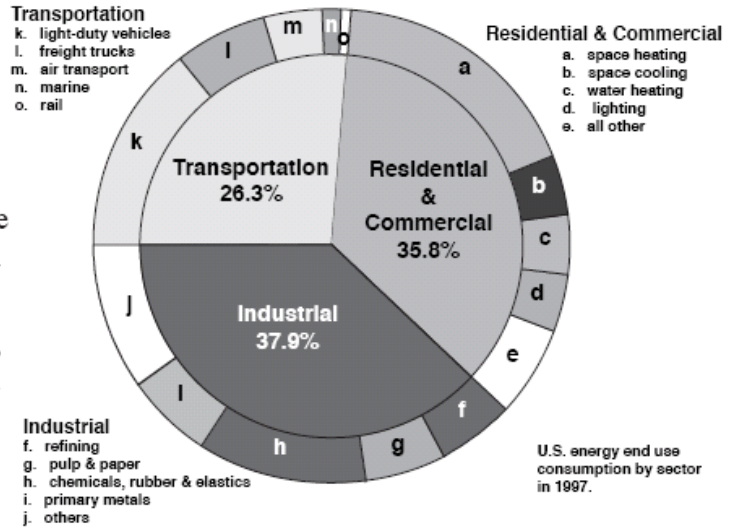 Transportation
k. light-duty vehicles
l. freight trucks
m. air transport
n. marine
o. rail
Residential & Commercial
a. space heating
b. space cooling
c. water heating
d. lighting
e. all other
Transportation
26.3%
Residential
&
Commercial
35.8%
Industrial
37.9%
a
b
c
d
e
f
g
h
i
j
k
l
m
n
o
Industrial
f. refining
g. pulp & paper
h. chemicals, rubber & elastics
i. primary metals
j. others
U.S. energy end use
consumption by sector
in 1997.
e